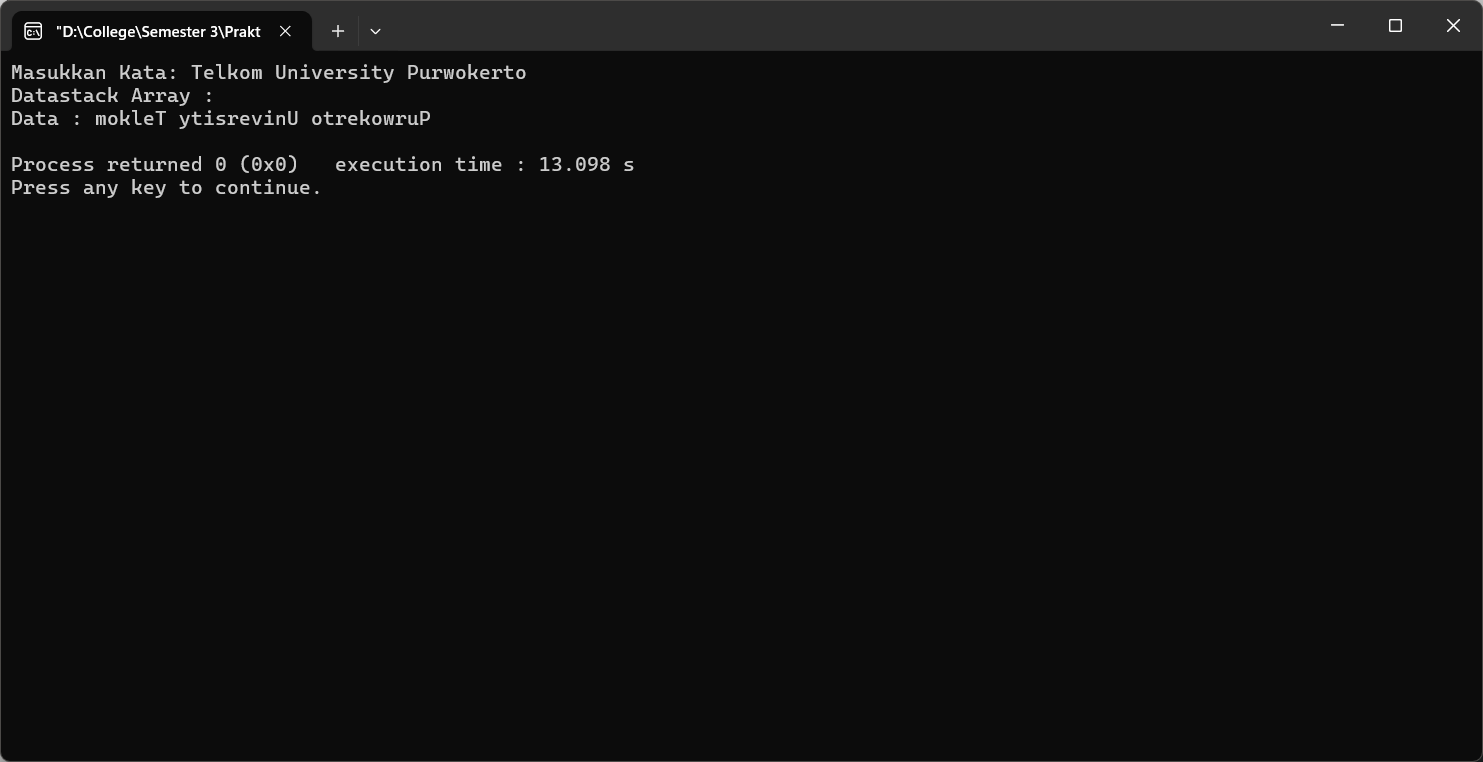 "D:\College\Semester 3\Prakt
Masukkan Kata: Telkom University Purwokerto
Datastack Array :
Data : mokleT ytisrevinU otrekowruP
Process returned 0 (0x0)   execution time : 13.098 s
Press any key to continue.